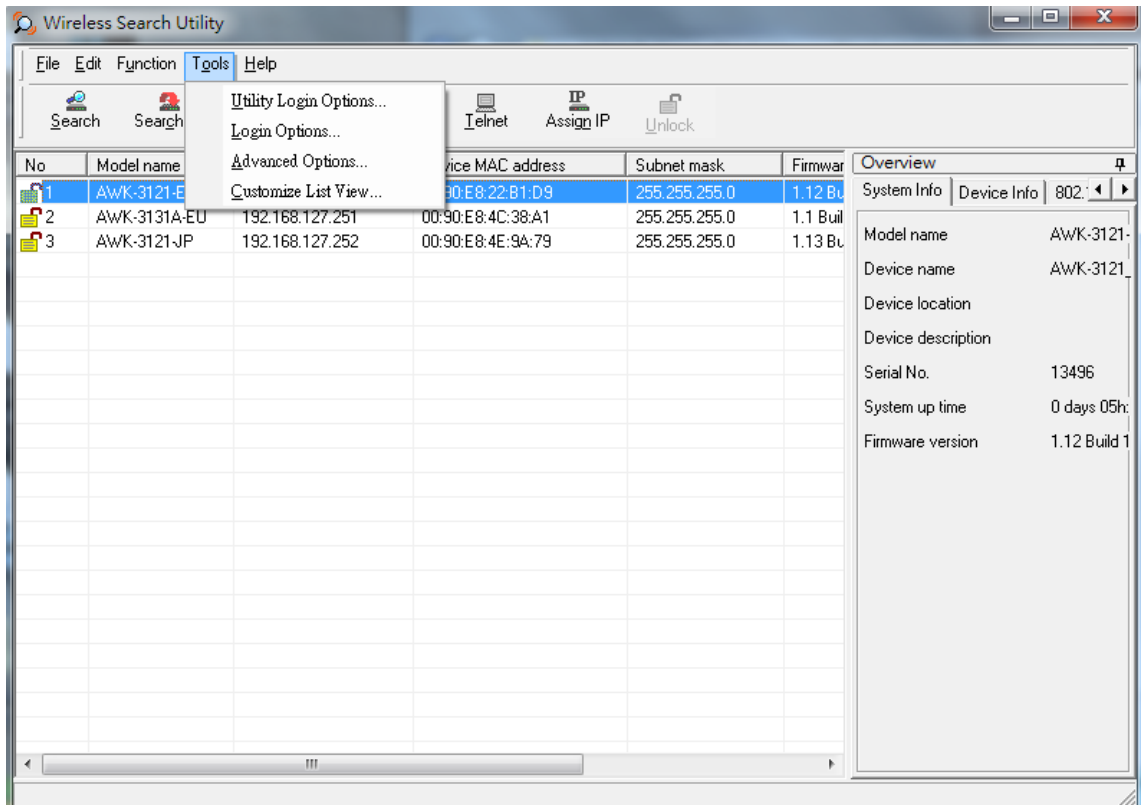 Wireless Search Utility
File Edit Function Tools Help
Utility Login Options...
Login Options...
Advanced Options...
Customize List View...
Search Search Telnet Assign IP Unlock
No Model name vice MAC address Subnet mask Firmwar
1 AWK-3121-E 90:E8:22:B1:D9 255.255.255.0 1.12 Bu
2 AWK-3131A-EU 192.168.127.251 00:90:E8:4C:38:A1 255.255.255.0 1.1 Buil
3 AWK-3121-JP 192.168.127.252 00:90:E8:4E:9A:79 255.255.255.0 1.13 Bu
Overview
System Info Device Info 802.
Model name AWK-3121-
Device name AWK-3121_
Device location
Device description
Serial No. 13496
System up time 0 days 05h:
Firmware version 1.12 Build 1